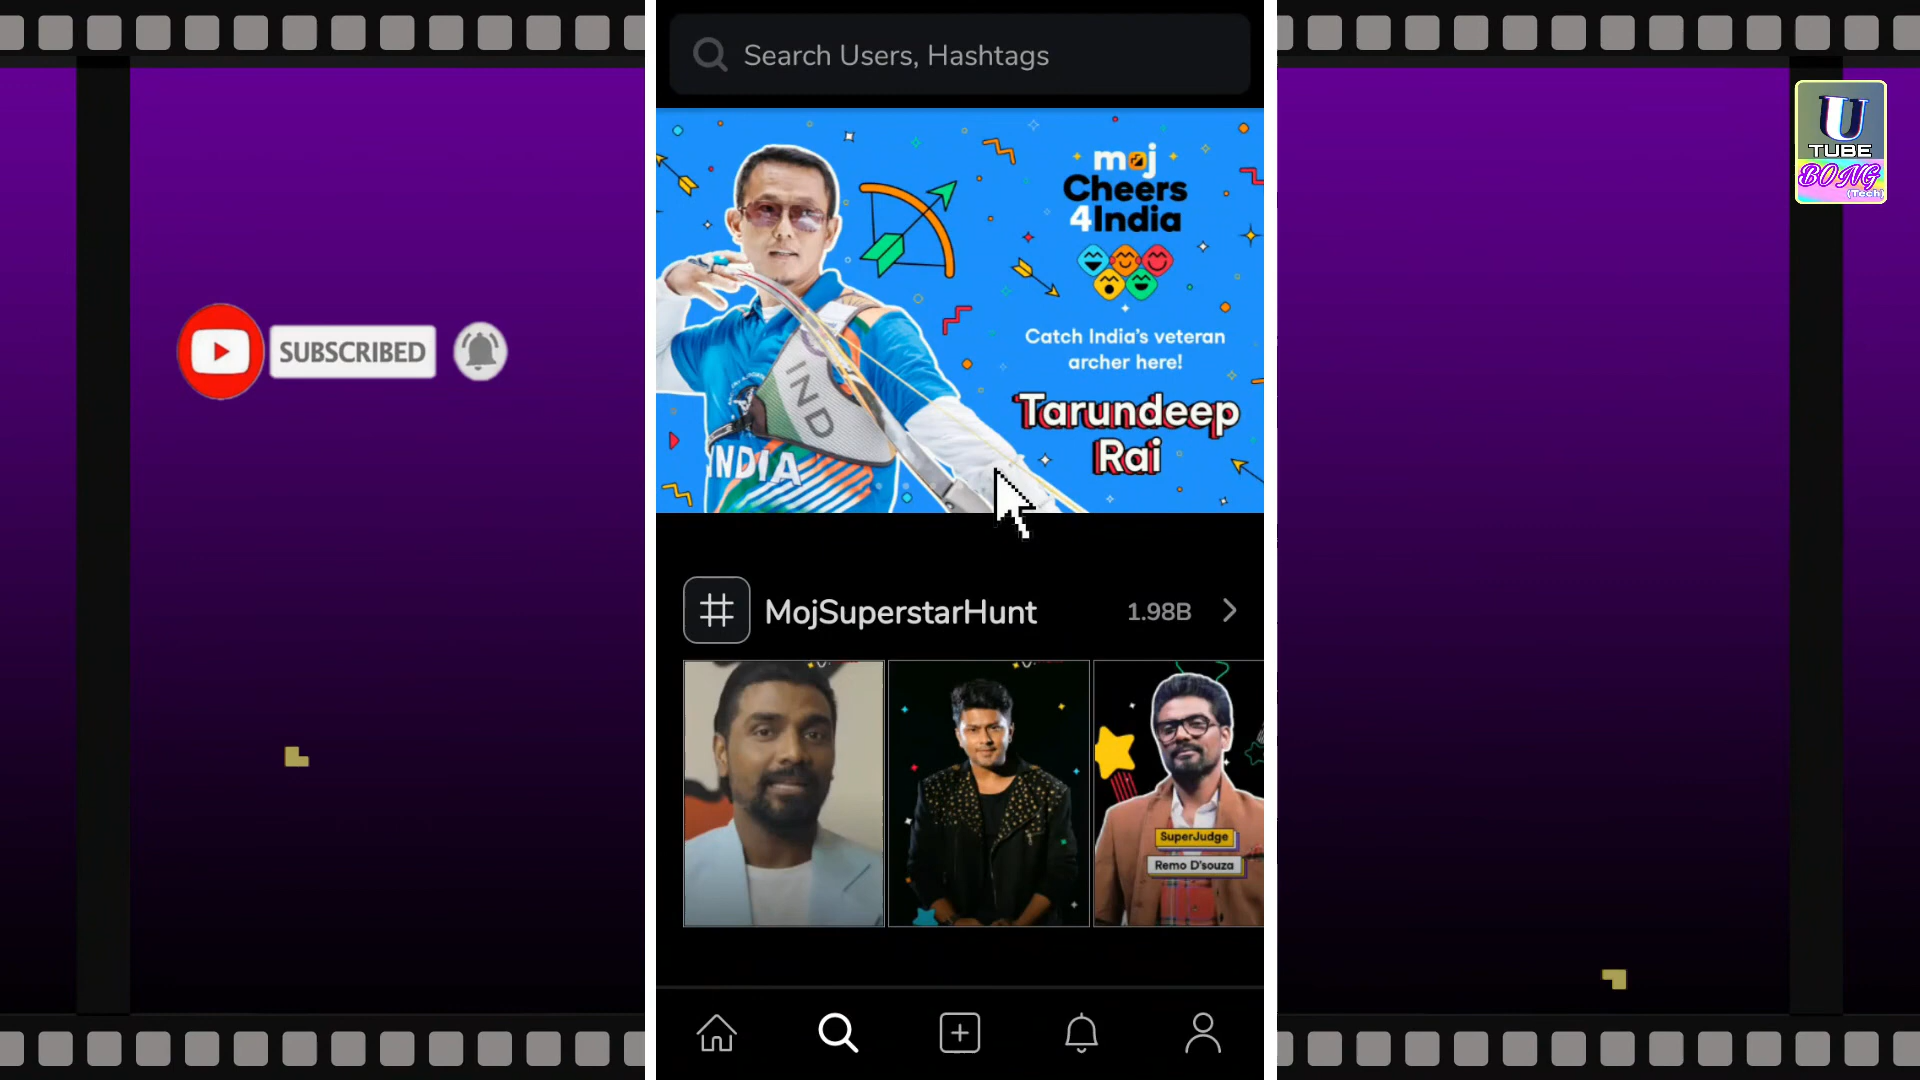 Search Users, Hashtags
moj
Cheers
4India
Catch India's veteran
archer here!
Tarundeep
Rai
IND
INDIA
SUBSCRIBED
U
TUBE
BONG
(Tech)
MojSuperstarHunt
1.98B
SuperJudge
Remo D'souza